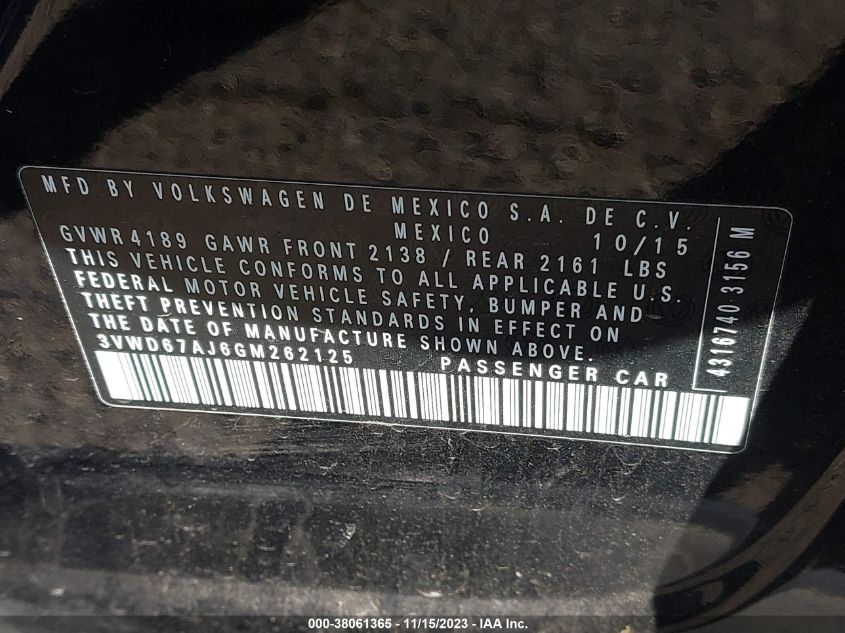 MFD BY VOLKSWAGEN DE MEXICO S.A. DE C.V.
MEXICO 10/15
GVWR 4189 GAWR FRONT 2138 / REAR 2161 LBS
THIS VEHICLE CONFORMS TO ALL APPLICABLE U.S.
FEDERAL MOTOR VEHICLE SAFETY, BUMPER AND
THEFT PREVENTION STANDARDS IN EFFECT ON
THE DATE OF MANUFACTURE SHOWN ABOVE.
3VWD67AJ6GM262125 PASSENGER CAR
4316740 3156 M
000-38061365 - 11/15/2023 - IAA Inc.